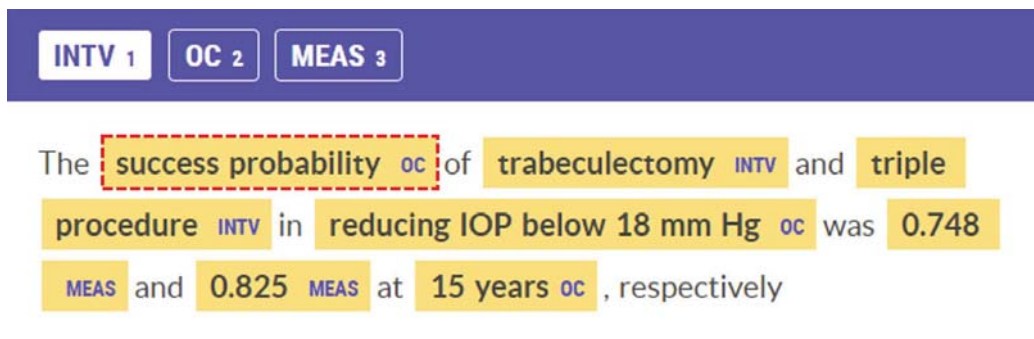 INTV 1 OC 2 MEAS 3
The success probability OC of trabeculectomy INTV and triple
procedure INTV in reducing IOP below 18 mm Hg OC was 0.748
MEAS and 0.825 MEAS at 15 years OC , respectively